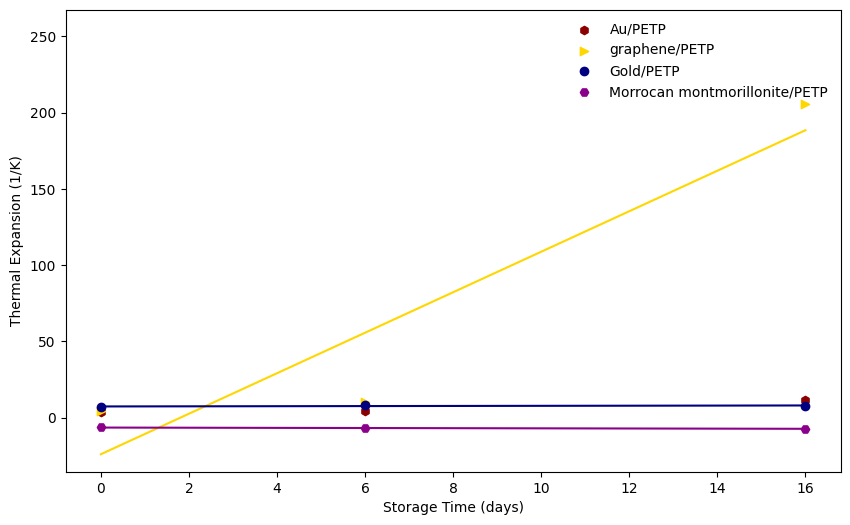 250
200
150
100
50
0
Thermal Expansion (1/K)
Au/PETP
graphene/PETP
Gold/PETP
Morrocan montmorillonite/PETP
0 2 4 6 8 10 12 14 16
Storage Time (days)